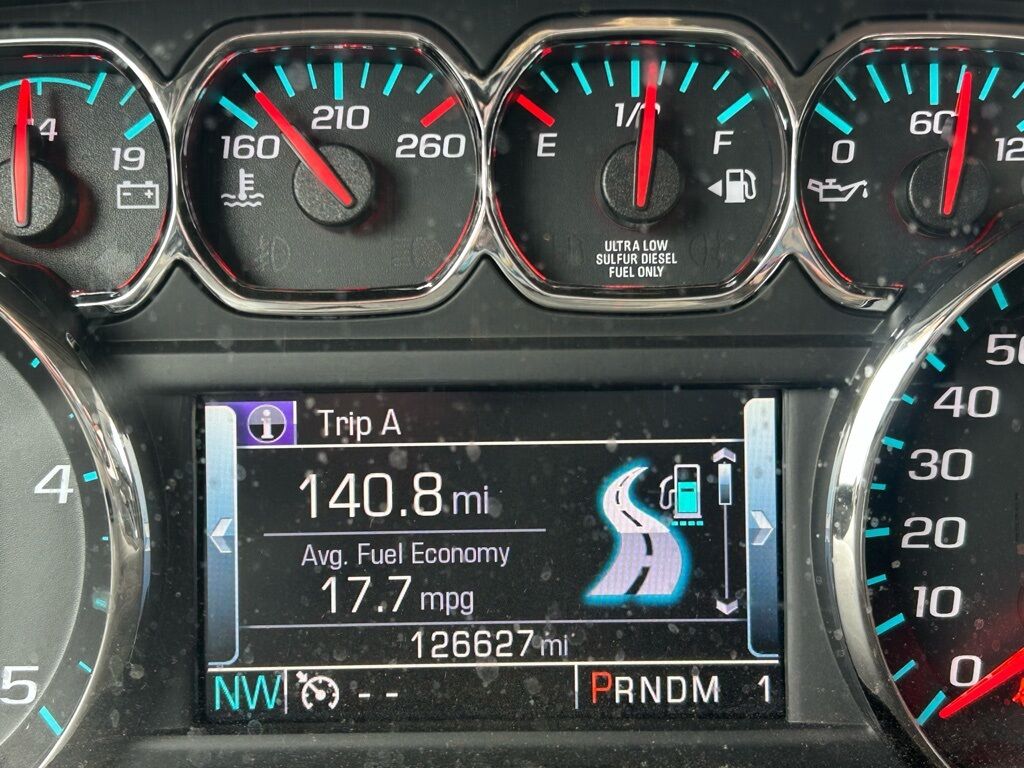 160
210
260
E
1/
F
0
60
19
4
ULTRA LOW
SULFUR DIESEL
FUEL ONLY
i Trip A
140.8 mi
Avg. Fuel Economy
17.7 mpg
126627 mi
NW -- PRNDM 1
4
5
50
40
30
20
10
0